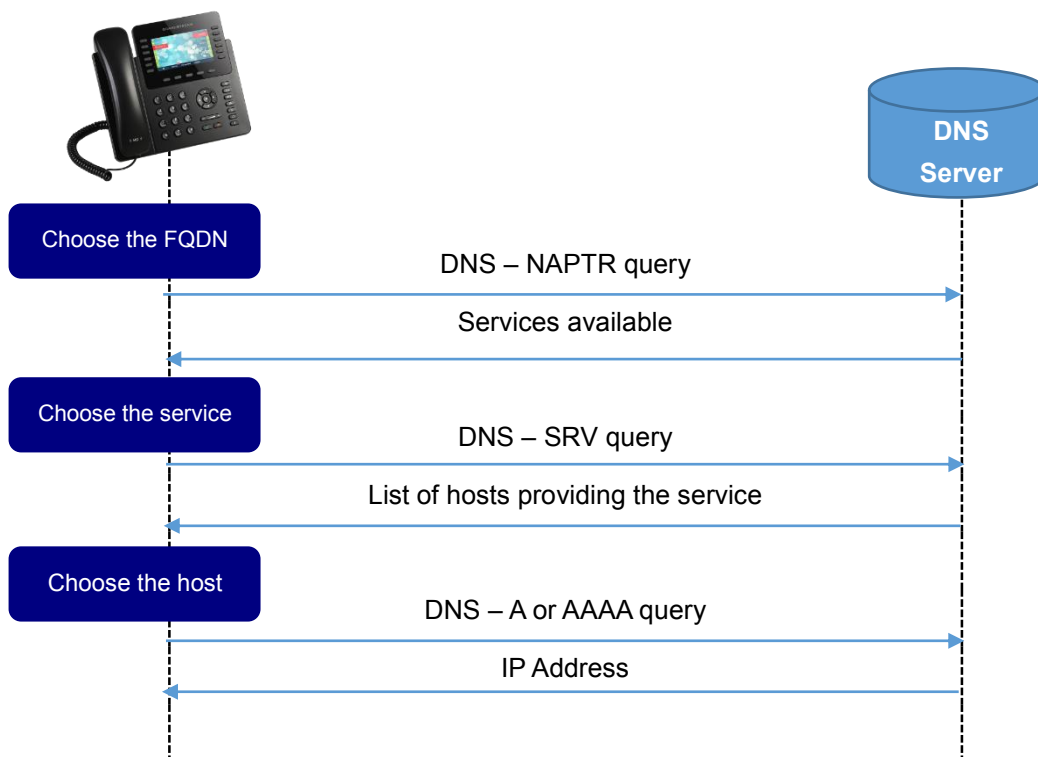 DNS
Server
Choose the FQDN
DNS – NAPTR query
Services available
Choose the service
DNS – SRV query
List of hosts providing the service
Choose the host
DNS – A or AAAA query
IP Address